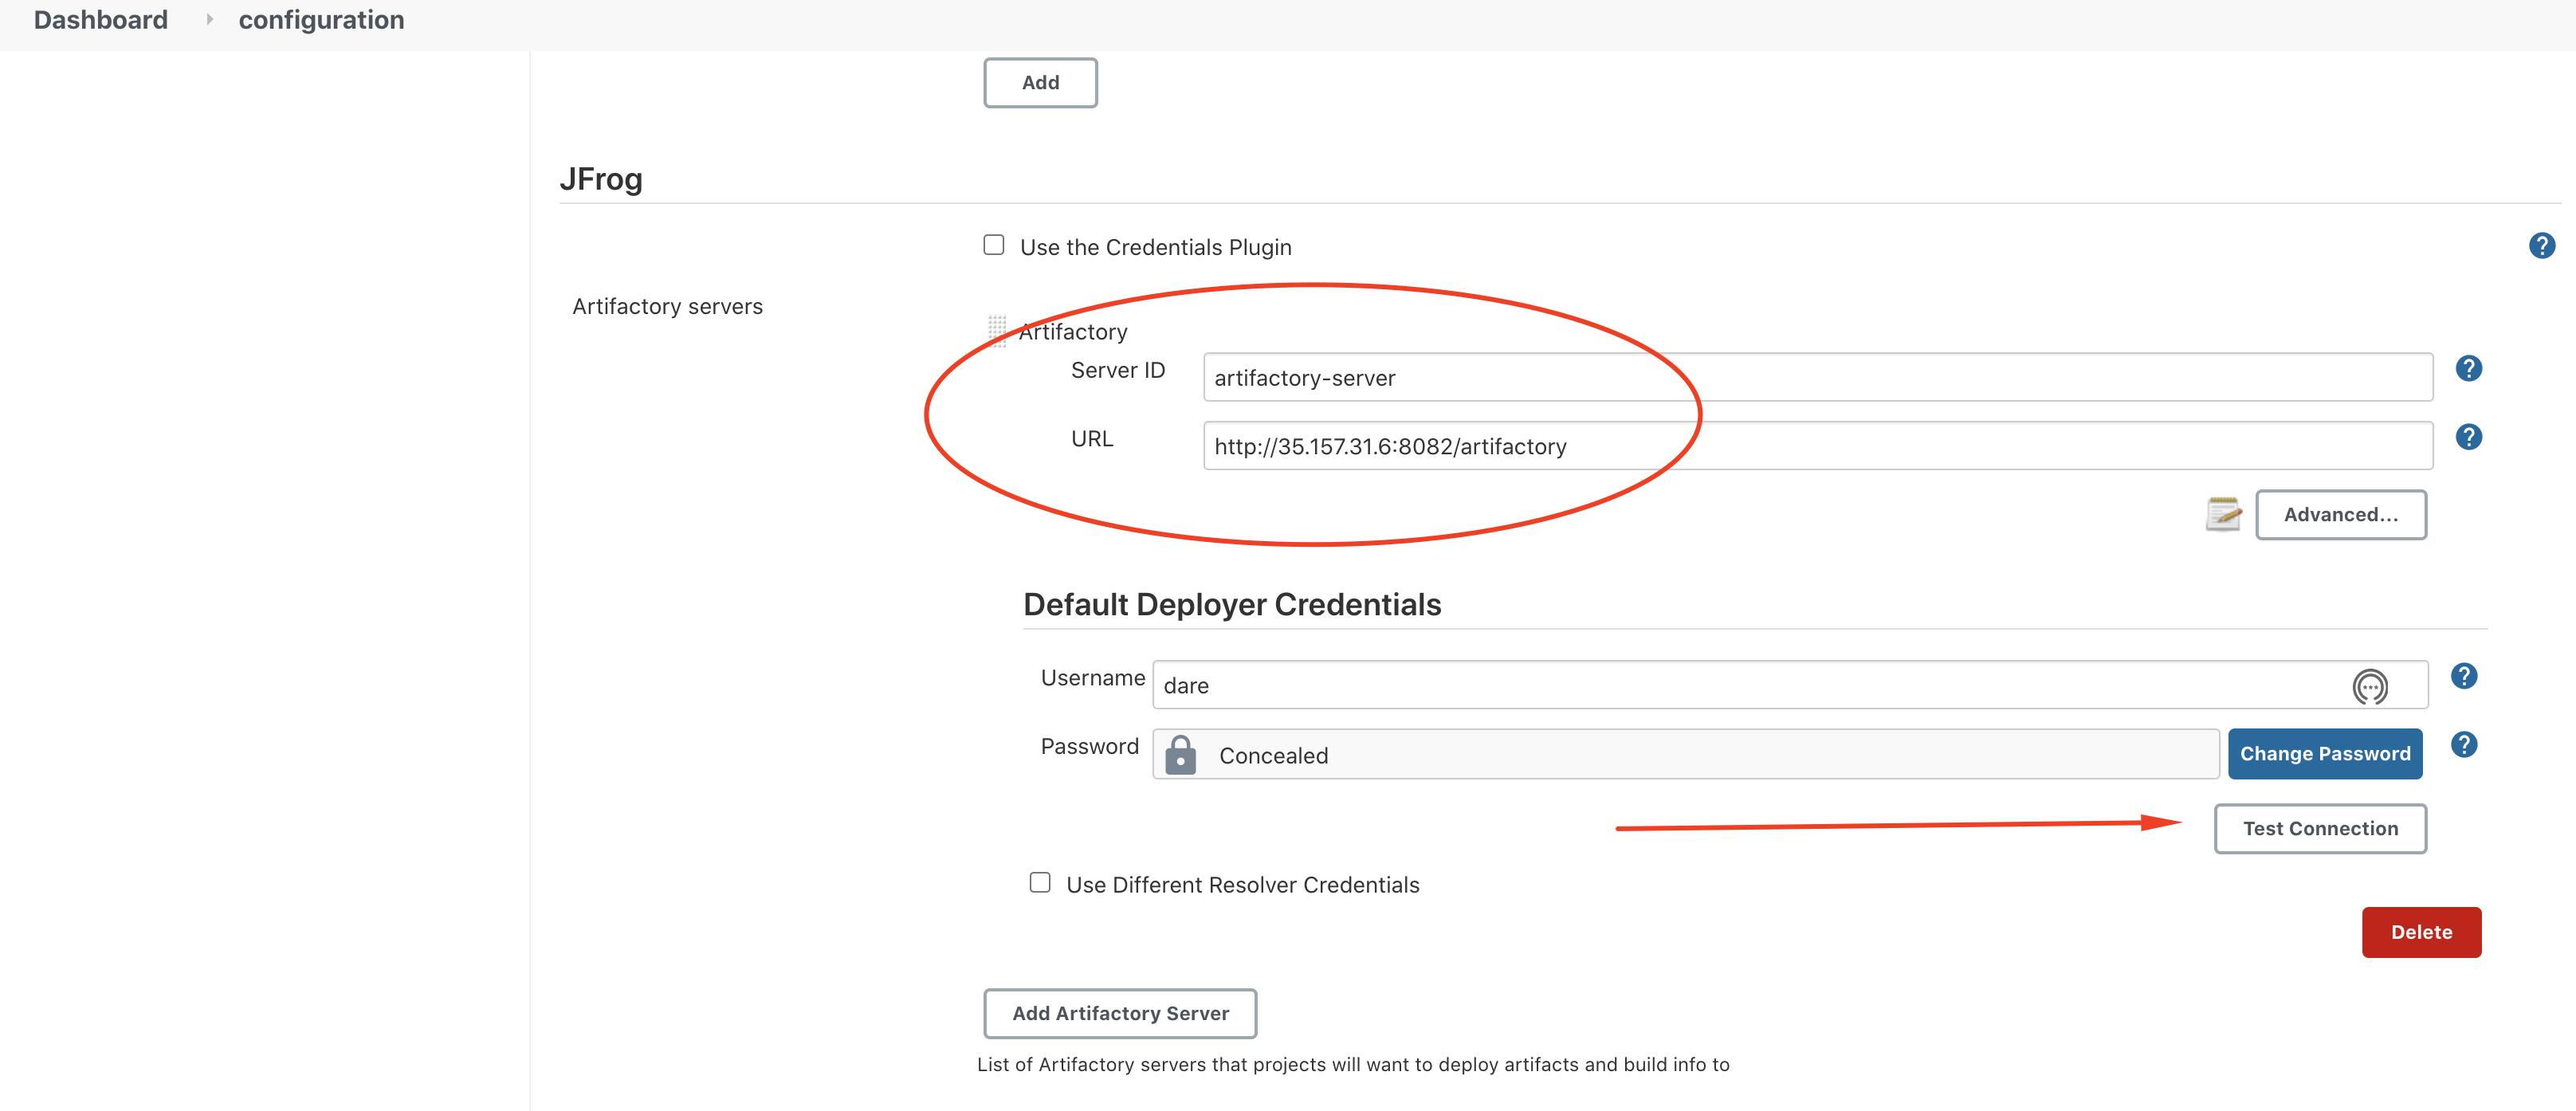 Dashboard configuration
Add
JFrog
Use the Credentials Plugin
?
Artifactory servers
Artifactory
Server ID artifactory-server ?
URL http://35.157.31.6:8082/artifactory ?
Advanced...
Default Deployer Credentials
Username dare ?
Password Concealed Change Password ?
Test Connection
Use Different Resolver Credentials
Delete
Add Artifactory Server
List of Artifactory servers that projects will want to deploy artifacts and build info to